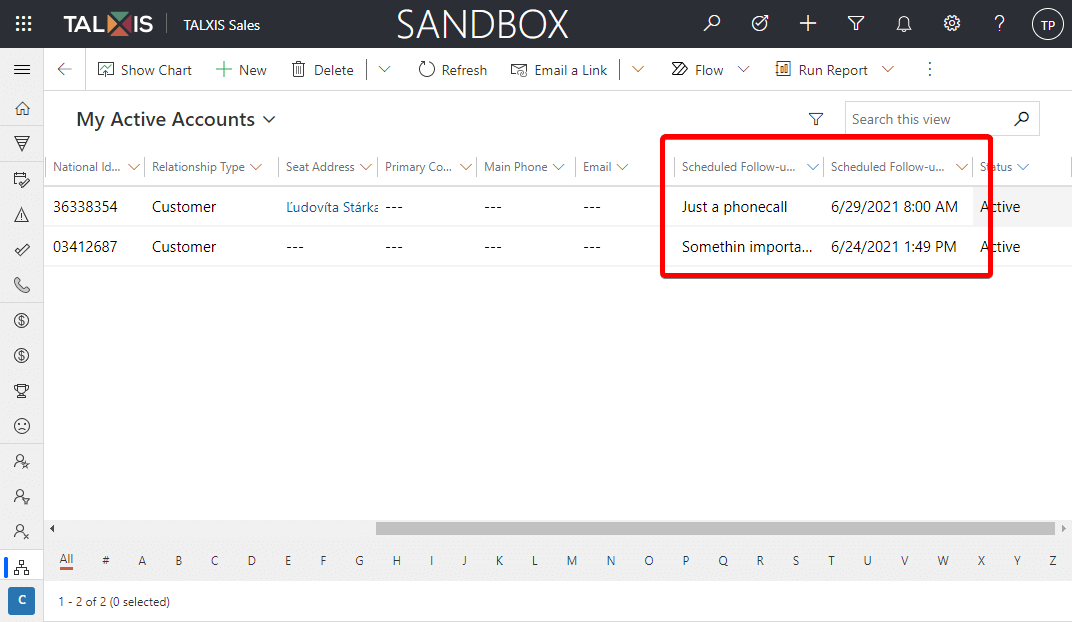 TALXIS TALXIS Sales SANDBOX ? TP
Show Chart New Delete Refresh Email a Link Flow Run Report
My Active Accounts Search this view
National Id... Relationship Type Seat Address Primary Co... Main Phone Email Scheduled Follow-u... Scheduled Follow-u... Status
36338354 Customer Ľudovíta Stárka --- --- --- Just a phonecall 6/29/2021 8:00 AM Active
03412687 Customer --- --- --- --- Somethin importa... 6/24/2021 1:49 PM Active
All # A B C D E F G H I J K L M N O P Q R S T U V W X Y Z
C
1 - 2 of 2 (0 selected)